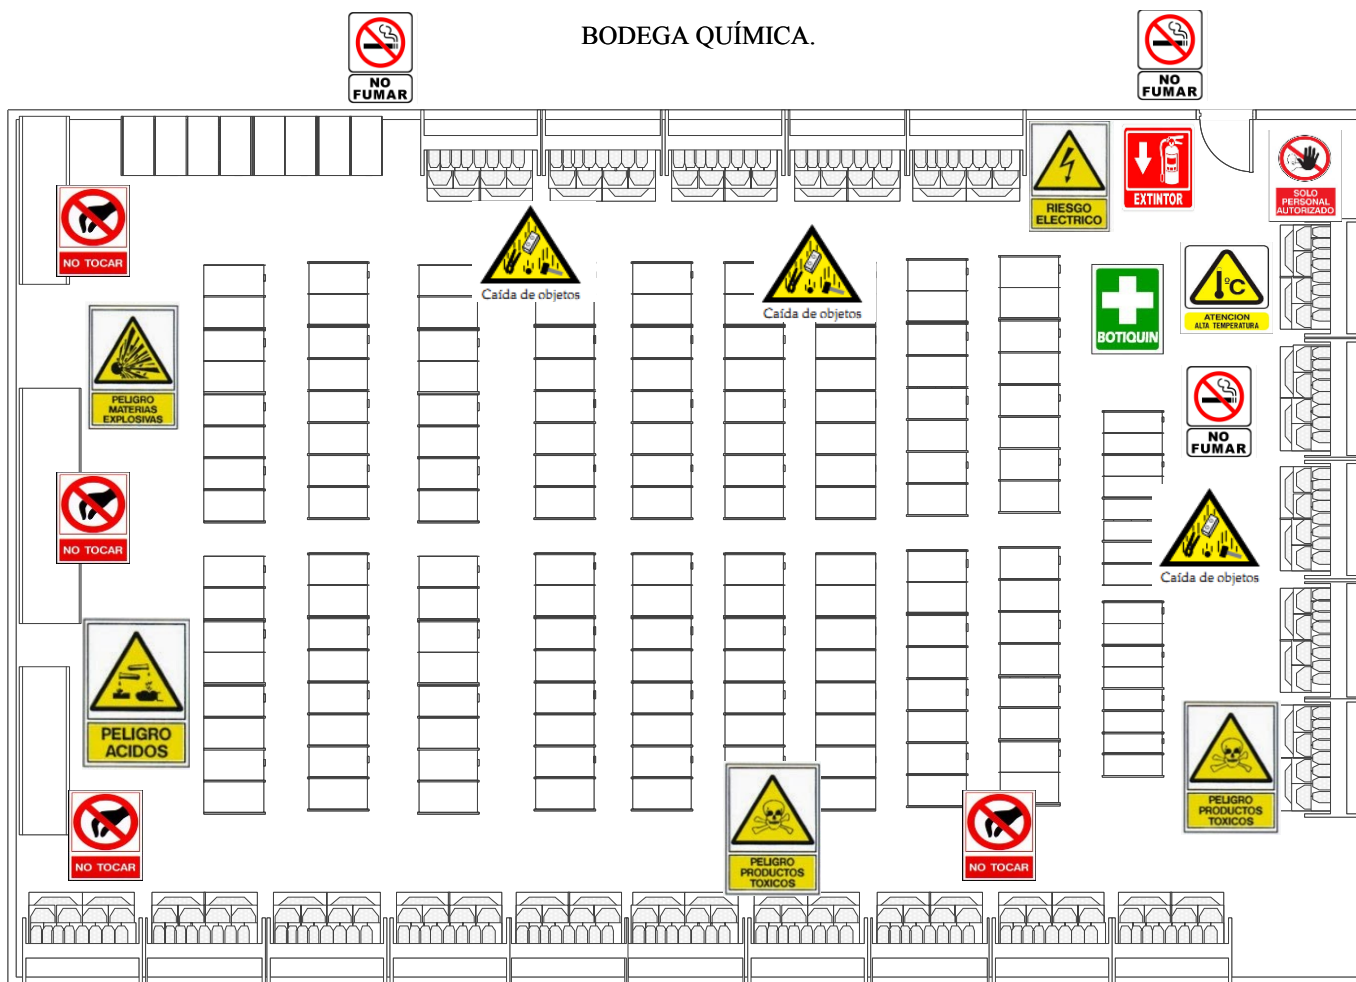 BODEGA QUÍMICA.
NO
FUMAR
NO
FUMAR
RIESGO
ELECTRICO
EXTINTOR
SOLO
PERSONAL
AUTORIZADO
NO TOCAR
Caída de objetos
Caída de objetos
BOTIQUIN
°C
ATENCION
ALTA TEMPERATURA
PELIGRO
MATERIAS
EXPLOSIVAS
NO
FUMAR
NO TOCAR
Caída de objetos
PELIGRO
ACIDOS
PELIGRO
PRODUCTOS
TOXICOS
NO TOCAR
PELIGRO
PRODUCTOS
TOXICOS
NO TOCAR